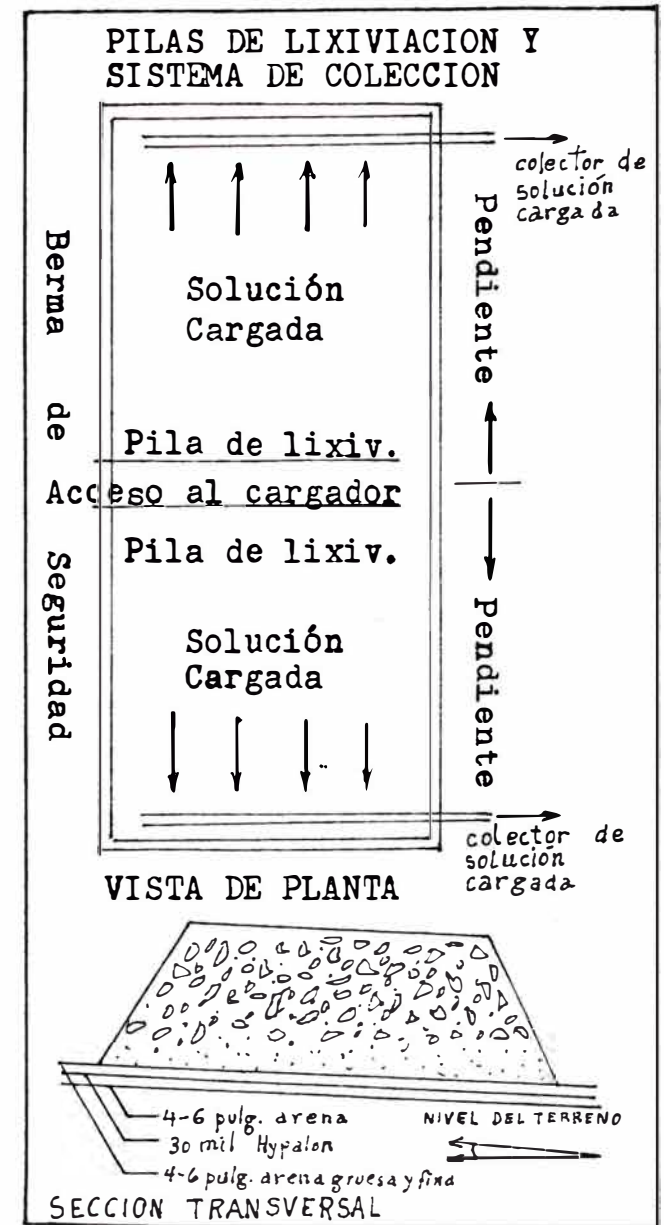 PILAS DE LIXIVIACION Y
SISTEMA DE COLECCION
colector de
solución
cargada
Berma de Seguridad
Pendiente
Solución
Cargada
Pila de lixiv.
Acceso al cargador
Pila de lixiv.
Solución
Cargada
Pendiente
colector de
solución
cargada
VISTA DE PLANTA
4-6 pulg. arena
30 mil Hypalon
4-6 pulg. arena gruesa y fina
NIVEL DEL TERRENO
SECCION TRANSVERSAL